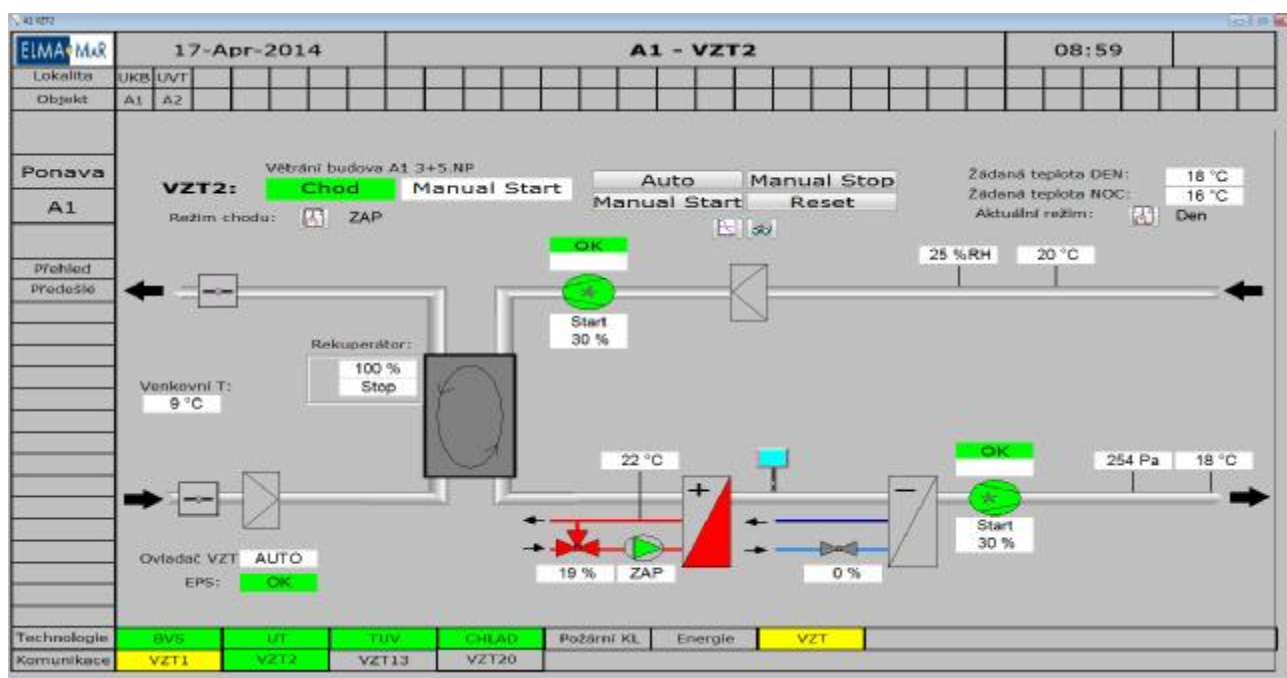 A1 VZT2
ELMA MaR 17-Apr-2014 A1 - VZT2 08:59
Lokalita UKB UVT
Objekt A1 A2
Ponava
A1
Přehled
Předešlé
Větrání budova A1 3+5.NP
VZT2: Chod Manual Start
Režim chodu: ZAP
Auto Manual Stop
Manual Start Reset
Žádaná teplota DEN: 18 °C
Žádaná teplota NOC: 16 °C
Aktuální režim: Den
OK
25 %RH 20 °C
Start
30 %
Rekuperátor:
100 %
Stop
Venkovní T:
9 °C
22 °C
+
−
OK
254 Pa 18 °C
Start
30 %
19 % ZAP 0 %
Ovladač VZT AUTO
EPS: OK
Technologie BVS UT TUV CHLAD Požární KL Energie VZT
Komunikace VZT1 VZT2 VZT13 VZT20